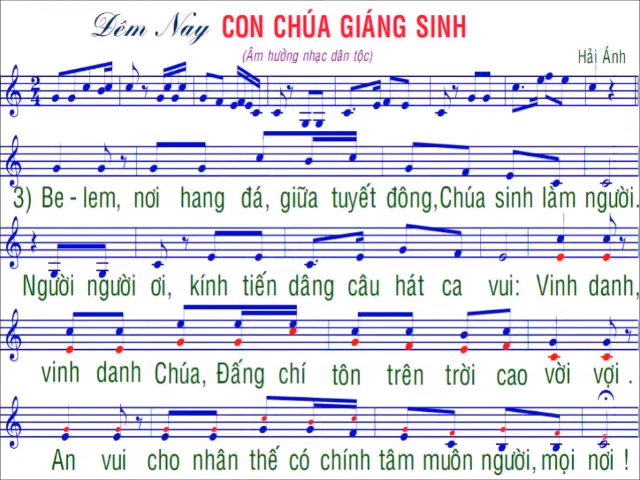 Đêm Nay CON CHÚA GIÁNG SINH
(Âm hưởng nhạc dân tộc)
Hải Ánh
2
4
3) Be - lem, nơi hang đá, giữa tuyết đông, Chúa sinh làm người.
Người người ơi, kính tiến dâng câu hát ca vui: Vinh danh,
vinh danh Chúa, Đấng chí tôn trên trời cao vời vợi .
An vui cho nhân thế có chính tâm muôn người, mọi nơi !